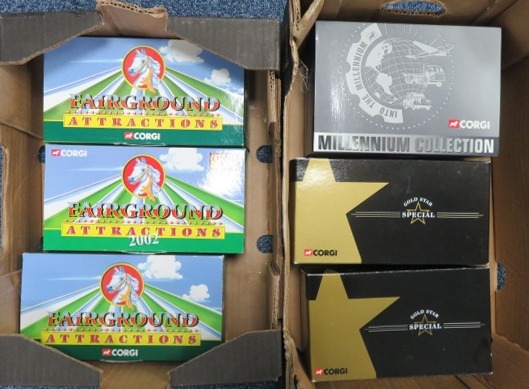 FAIRGROUND
ATTRACTIONS
CORGI
CORGI
FAIRGROUND
ATTRACTIONS
2002
FAIRGROUND
ATTRACTIONS
CORGI
INTO THE MILLENNIUM
CORGI
MILLENNIUM COLLECTION
GOLD STAR
SPECIAL
CORGI
GOLD STAR
SPECIAL
CORGI